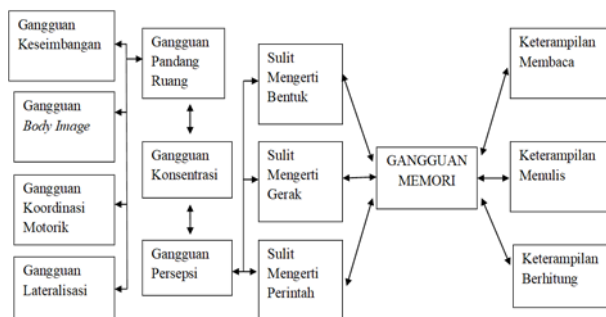 Gangguan
Keseimbangan
Gangguan
Body Image
Gangguan
Koordinasi
Motorik
Gangguan
Lateralisasi
Gangguan
Pandang
Ruang
Gangguan
Konsentrasi
Gangguan
Persepsi
Sulit
Mengerti
Bentuk
Sulit
Mengerti
Gerak
Sulit
Mengerti
Perintah
GANGGUAN
MEMORI
Keterampilan
Membaca
Keterampilan
Menulis
Keterampilan
Berhitung